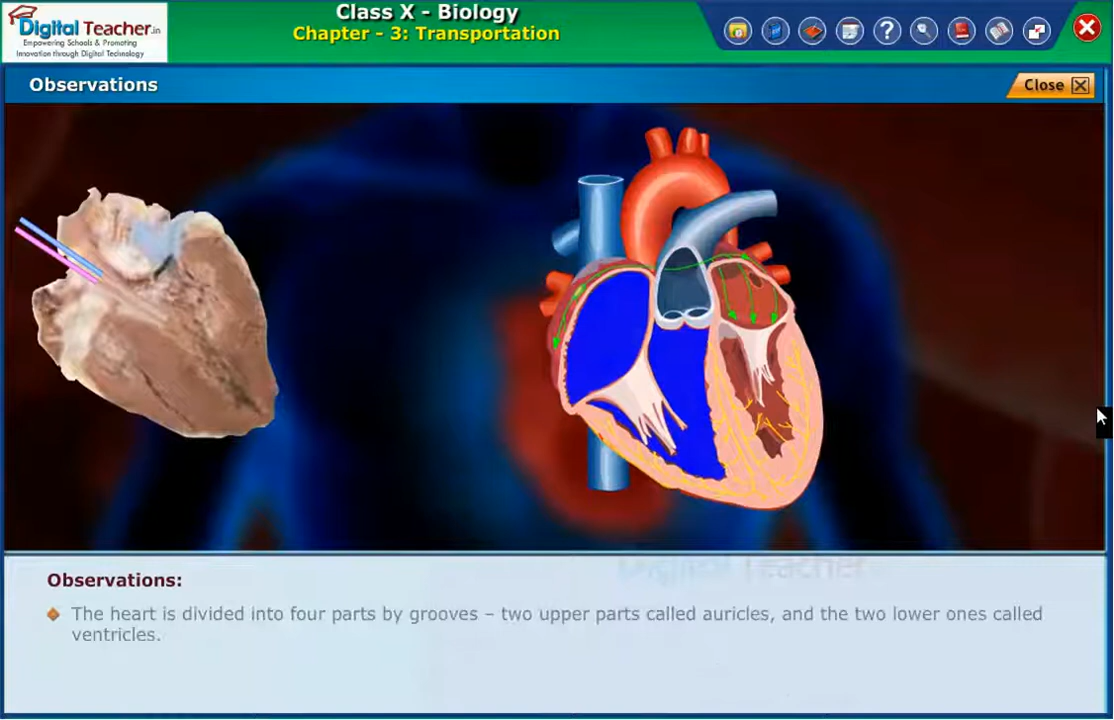 Digital Teacher.in
Empowering Schools & Promoting
Innovation through Digital Technology
Class X - Biology
Chapter - 3: Transportation
Observations
Close
Digital Teacher
Observations:
The heart is divided into four parts by grooves – two upper parts called auricles, and the two lower ones called
ventricles.